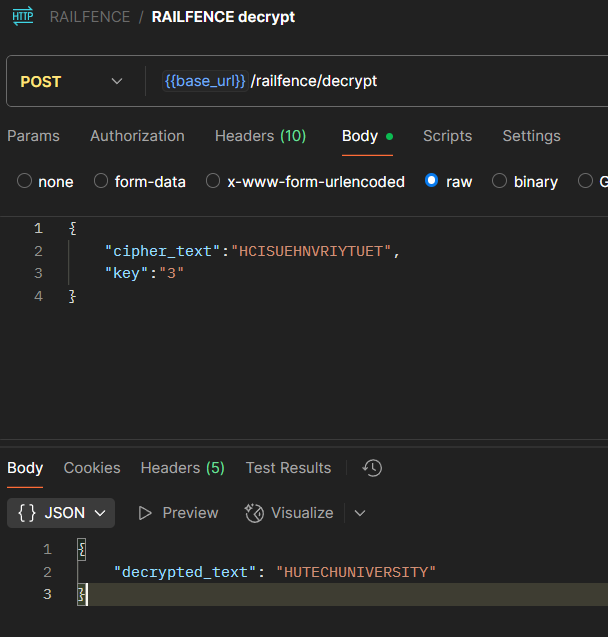 HTTP RAILFENCE / RAILFENCE decrypt
POST {{base_url}} /railfence/decrypt
Params Authorization Headers (10) Body Scripts Settings
none form-data x-www-form-urlencoded raw binary G
1 {
2 "cipher_text":"HCISUEHNVRIYTUET",
3 "key":"3"
4 }
Body Cookies Headers (5) Test Results
{} JSON Preview Visualize
1 {
2 "decrypted_text": "HUTECHUNIVERSITY"
3 }